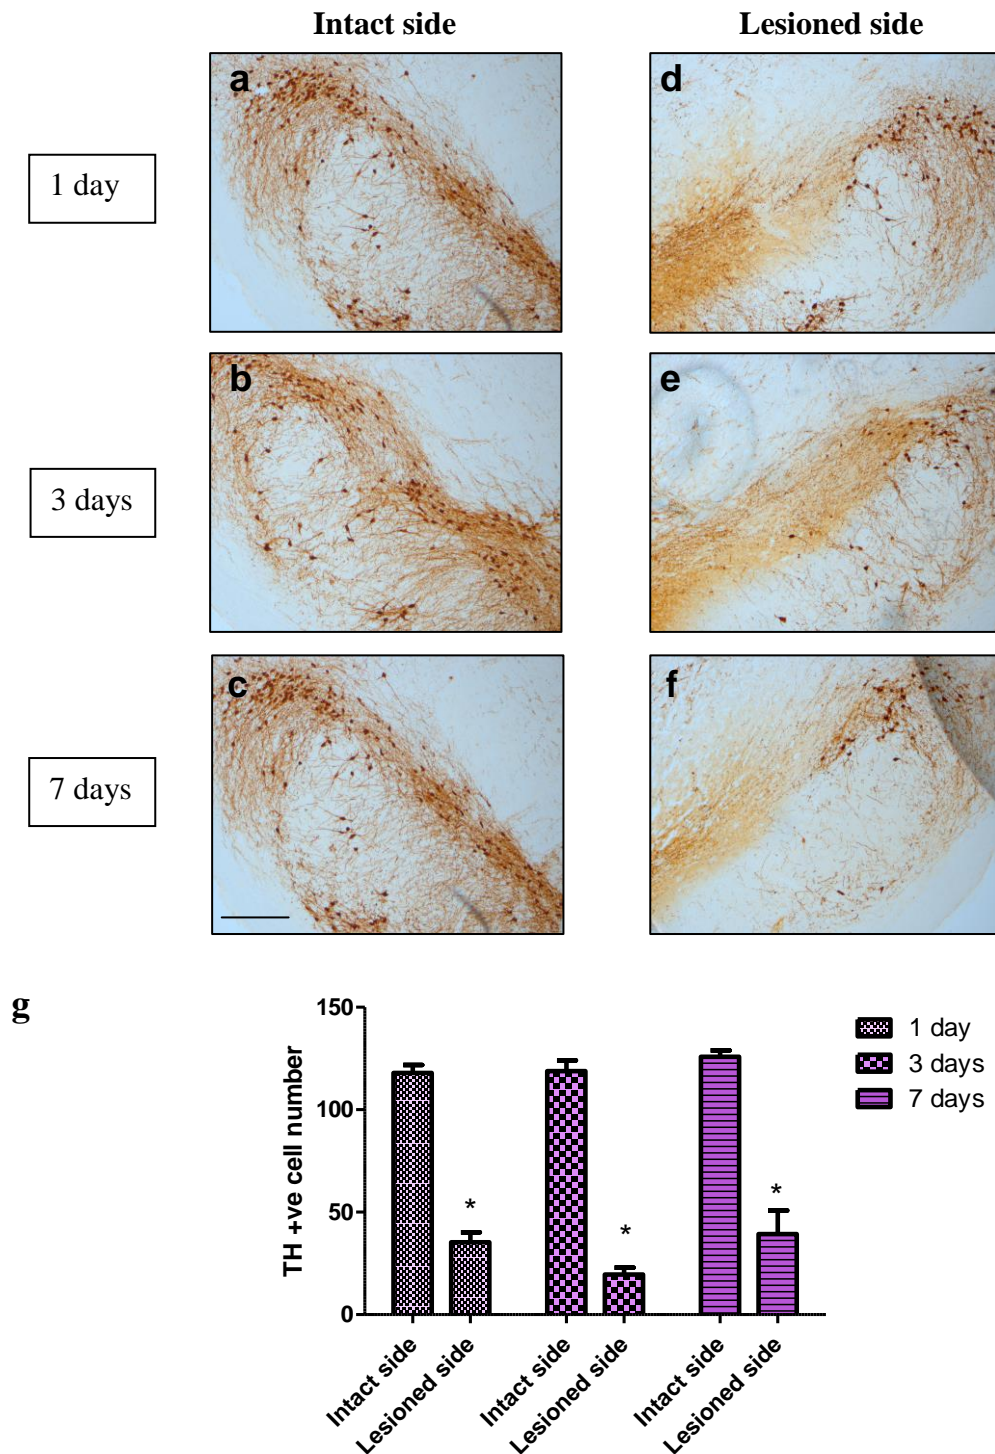 Intact side
Lesioned side
a
d
1 day
b
e
3 days
c
f
7 days
g
150
100
50
0
TH +ve cell number
*
*
*
Intact side
Lesioned side
Intact side
Lesioned side
Intact side
Lesioned side
1 day
3 days
7 days